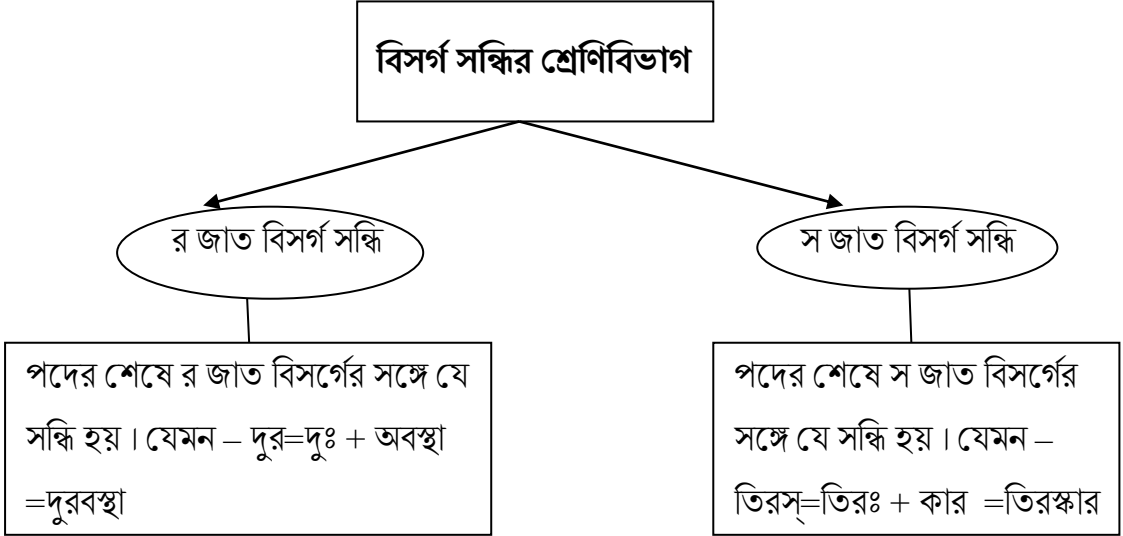 বিসর্গ সন্ধির শ্রেণিবিভাগ
র জাত বিসর্গ সন্ধি
স জাত বিসর্গ সন্ধি
পদের শেষে র জাত বিসর্গের সঙ্গে যে
সন্ধি হয়। যেমন – দুর=দুঃ + অবস্থা
=দুরবস্থা
পদের শেষে স জাত বিসর্গের
সঙ্গে যে সন্ধি হয়। যেমন –
তিরস্=তিরঃ + কার =তিরস্কার